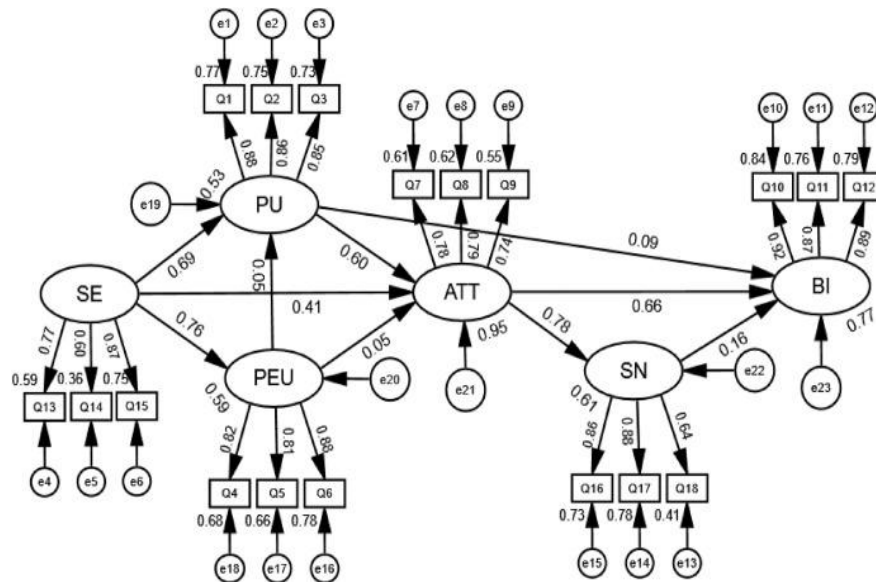 e1 e2 e3
0.77 0.75 0.73
Q1 Q2 Q3
0.88 0.86 0.85
e7 e8 e9
0.61 0.62 0.55
Q7 Q8 Q9
0.78 0.79 0.74
e10 e11 e12
0.84 0.76 0.79
Q10 Q11 Q12
0.92 0.87 0.89
e19 0.53
PU
0.69 0.05 0.60 0.09
SE 0.41 ATT 0.66 BI
0.95 0.77
0.76 0.05 0.78 0.16
0.77 0.60 0.87
0.59 0.36 0.75
Q13 Q14 Q15
e4 e5 e6
PEU e20 e21 SN e22 e23
0.59 0.61
0.82 0.81 0.88
Q4 Q5 Q6
0.68 0.66 0.78
e18 e17 e16
0.86 0.88 0.64
Q16 Q17 Q18
0.73 0.78 0.41
e15 e14 e13